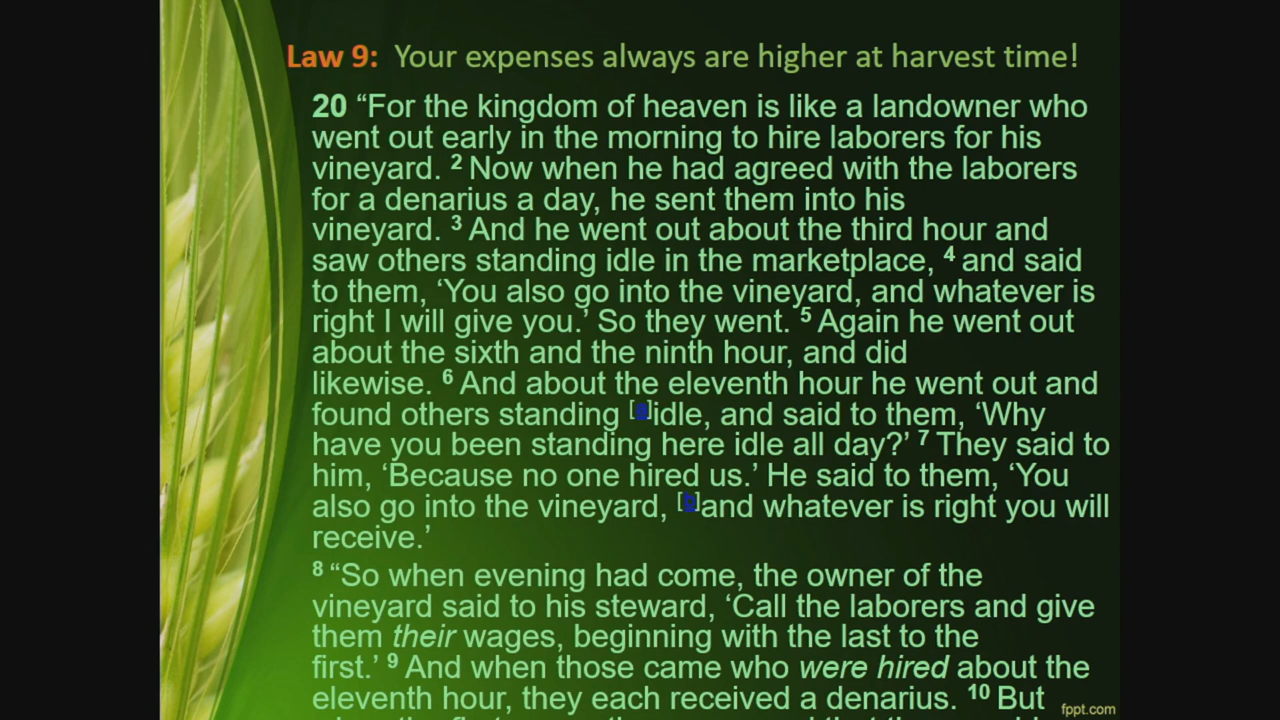 Law 9: Your expenses always are higher at harvest time!
20 “For the kingdom of heaven is like a landowner who
went out early in the morning to hire laborers for his
vineyard. 2 Now when he had agreed with the laborers
for a denarius a day, he sent them into his
vineyard. 3 And he went out about the third hour and
saw others standing idle in the marketplace, 4 and said
to them, ‘You also go into the vineyard, and whatever is
right I will give you.’ So they went. 5 Again he went out
about the sixth and the ninth hour, and did
likewise. 6 And about the eleventh hour he went out and
found others standing [a]idle, and said to them, ‘Why
have you been standing here idle all day?’ 7 They said to
him, ‘Because no one hired us.’ He said to them, ‘You
also go into the vineyard, [b]and whatever is right you will
receive.’
8 “So when evening had come, the owner of the
vineyard said to his steward, ‘Call the laborers and give
them their wages, beginning with the last to the
first.’ 9 And when those came who were hired about the
eleventh hour, they each received a denarius. 10 But
fppt.com